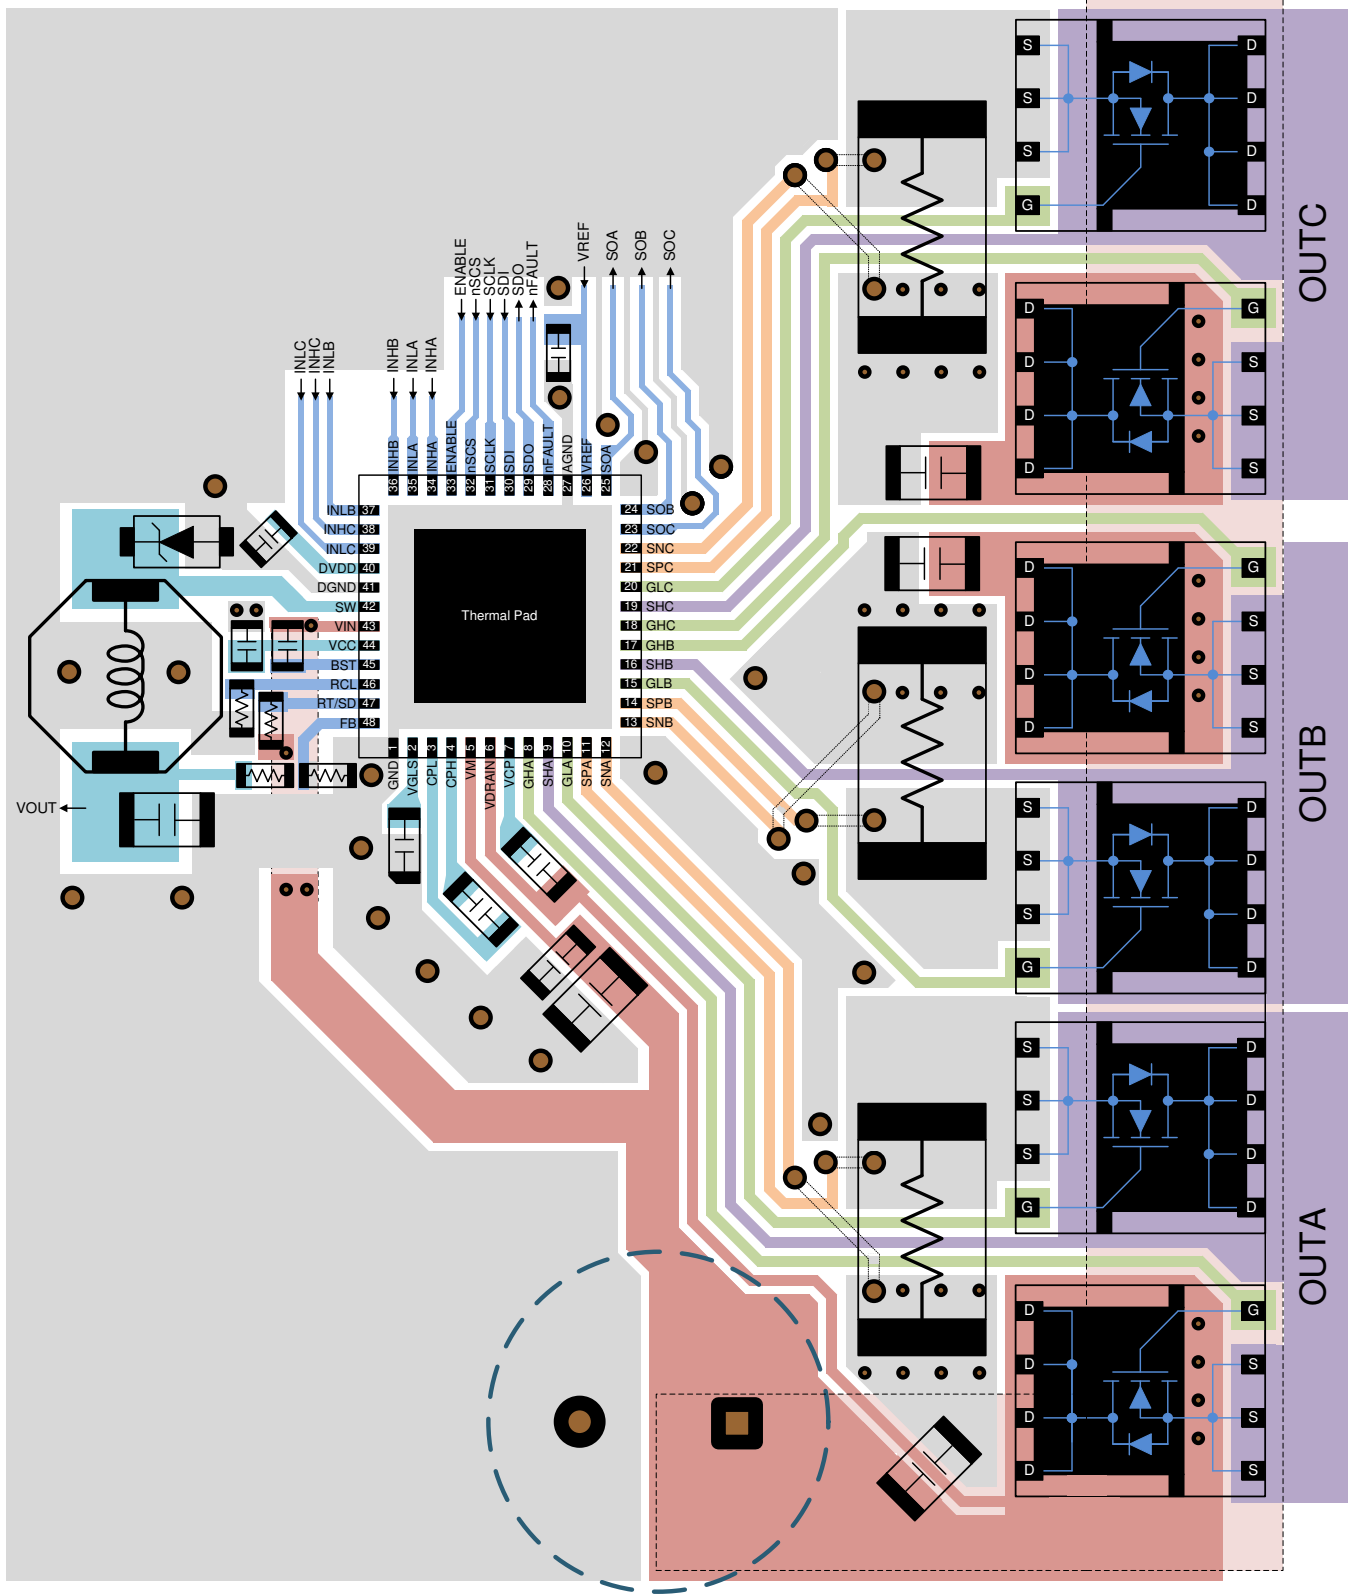 S
D
S
D
S
D
G
D
OUTC
ENABLE
nSCS
SCLK
SDI
SDO
nFAULT
VREF
SOA
SOB
SOC
INLC
INHC
INLB
INHB
INLA
INHA
D
G
D
S
D
S
D
S
36 INHB
35 INLA
34 INHA
33 ENABLE
32 nSCS
31 SCLK
30 SDI
29 SDO
28 nFAULT
27 AGND
26 VREF
25 SOA
INLB 37
INHC 38
INLC 39
DVDD 40
DGND 41
SW 42
VIN 43
VCC 44
BST 45
RCL 46
RT/SD 47
FB 48
Thermal Pad
24 SOB
23 SOC
22 SNC
21 SPC
20 GLC
19 SHC
18 GHC
17 GHB
16 SHB
15 GLB
14 SPB
13 SNB
GND 1
VGLS 2
CPL 3
CPH 4
VM 5
VDRAIN 6
VCP 7
GHA 8
SHA 9
GLA 10
SPA 11
SNA 12
D
G
D
S
D
S
D
S
OUTB
VOUT
S
D
S
D
S
D
G
D
S
D
S
D
S
D
G
D
OUTA
D
G
D
S
D
S
D
S